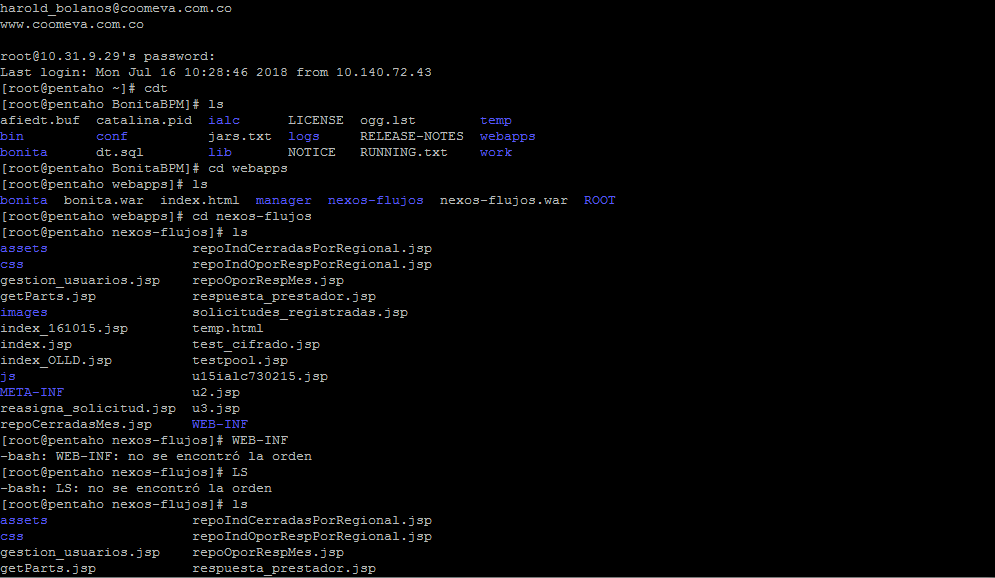 harold_bolanos@coomeva.com.co
www.coomeva.com.co
root@10.31.9.29's password:
Last login: Mon Jul 16 10:28:46 2018 from 10.140.72.43
[root@pentaho ~]# cdt
[root@pentaho BonitaBPM]# ls
afiedt.buf  catalina.pid  ialc      LICENSE  ogg.lst        temp
bin         conf          jars.txt  logs     RELEASE-NOTES  webapps
bonita      dt.sql        lib       NOTICE   RUNNING.txt    work
[root@pentaho BonitaBPM]# cd webapps
[root@pentaho webapps]# ls
bonita  bonita.war  index.html  manager  nexos-flujos  nexos-flujos.war  ROOT
[root@pentaho webapps]# cd nexos-flujos
[root@pentaho nexos-flujos]# ls
assets                  repoIndCerradasPorRegional.jsp
css                     repoIndOporRespPorRegional.jsp
gestion_usuarios.jsp    repoOporRespMes.jsp
getParts.jsp            respuesta_prestador.jsp
images                  solicitudes_registradas.jsp
index_161015.jsp        temp.html
index.jsp               test_cifrado.jsp
index_OLLD.jsp          testpool.jsp
js                      u15ialc730215.jsp
META-INF                u2.jsp
reasigna_solicitud.jsp  u3.jsp
repoCerradasMes.jsp     WEB-INF
[root@pentaho nexos-flujos]# WEB-INF
-bash: WEB-INF: no se encontró la orden
[root@pentaho nexos-flujos]# LS
-bash: LS: no se encontró la orden
[root@pentaho nexos-flujos]# ls
assets                  repoIndCerradasPorRegional.jsp
css                     repoIndOporRespPorRegional.jsp
gestion_usuarios.jsp    repoOporRespMes.jsp
getParts.jsp            respuesta_prestador.jsp